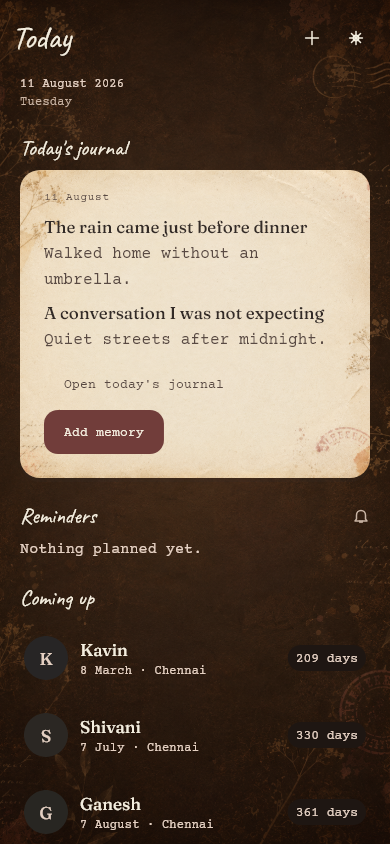 Today
11 August 2026
Tuesday
Today's journal
11 August
The rain came just before dinner
Walked home without an
umbrella.
A conversation I was not expecting
Quiet streets after midnight.
Open today's journal
Add memory
Reminders
Nothing planned yet.
Coming up
K
Kavin
8 March · Chennai
209 days
S
Shivani
7 July · Chennai
330 days
G
Ganesh
7 August · Chennai
361 days